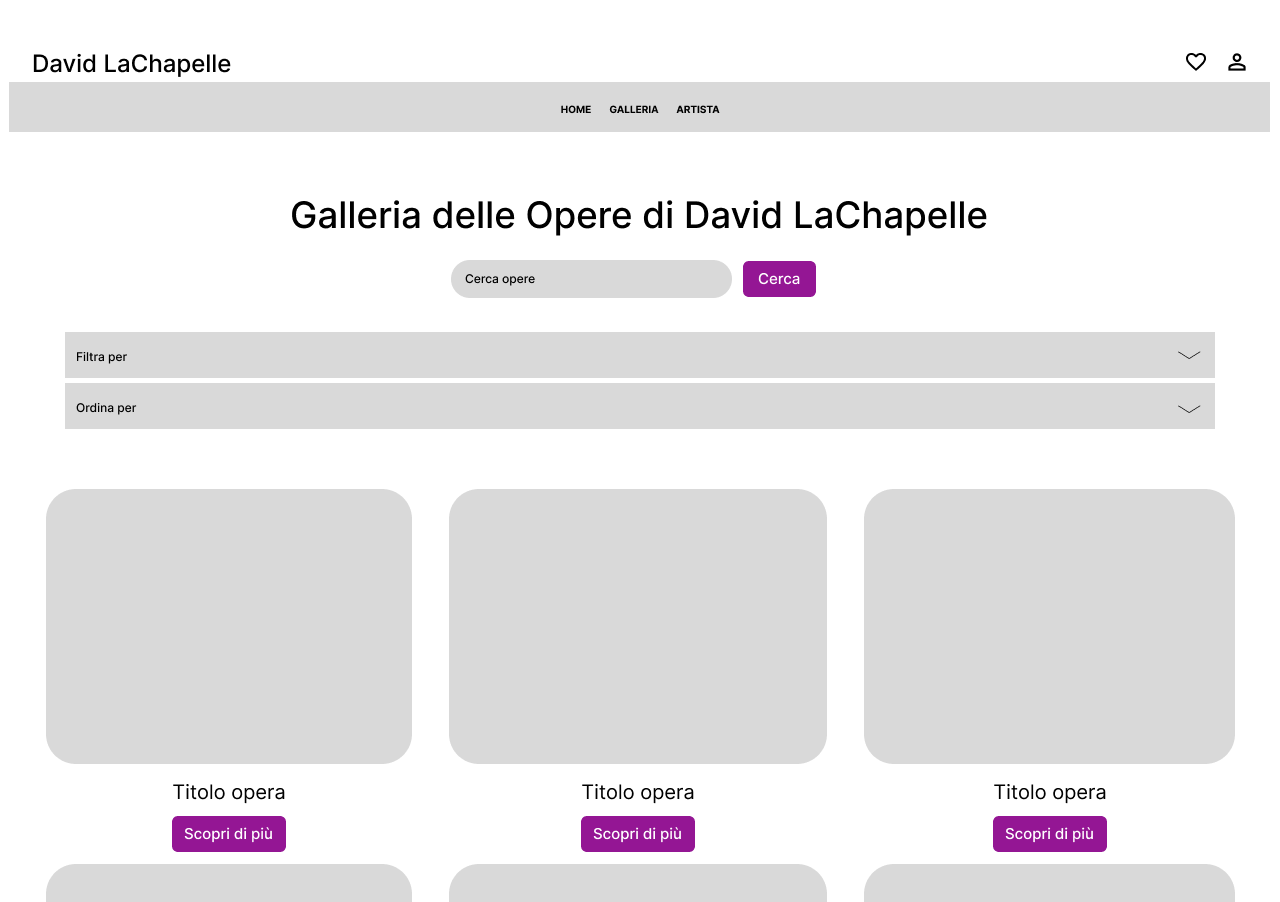 David LaChapelle
HOME GALLERIA ARTISTA
Galleria delle Opere di David LaChapelle
Cerca opere Cerca
Filtra per
Ordina per
Titolo opera Titolo opera Titolo opera
Scopri di più Scopri di più Scopri di più